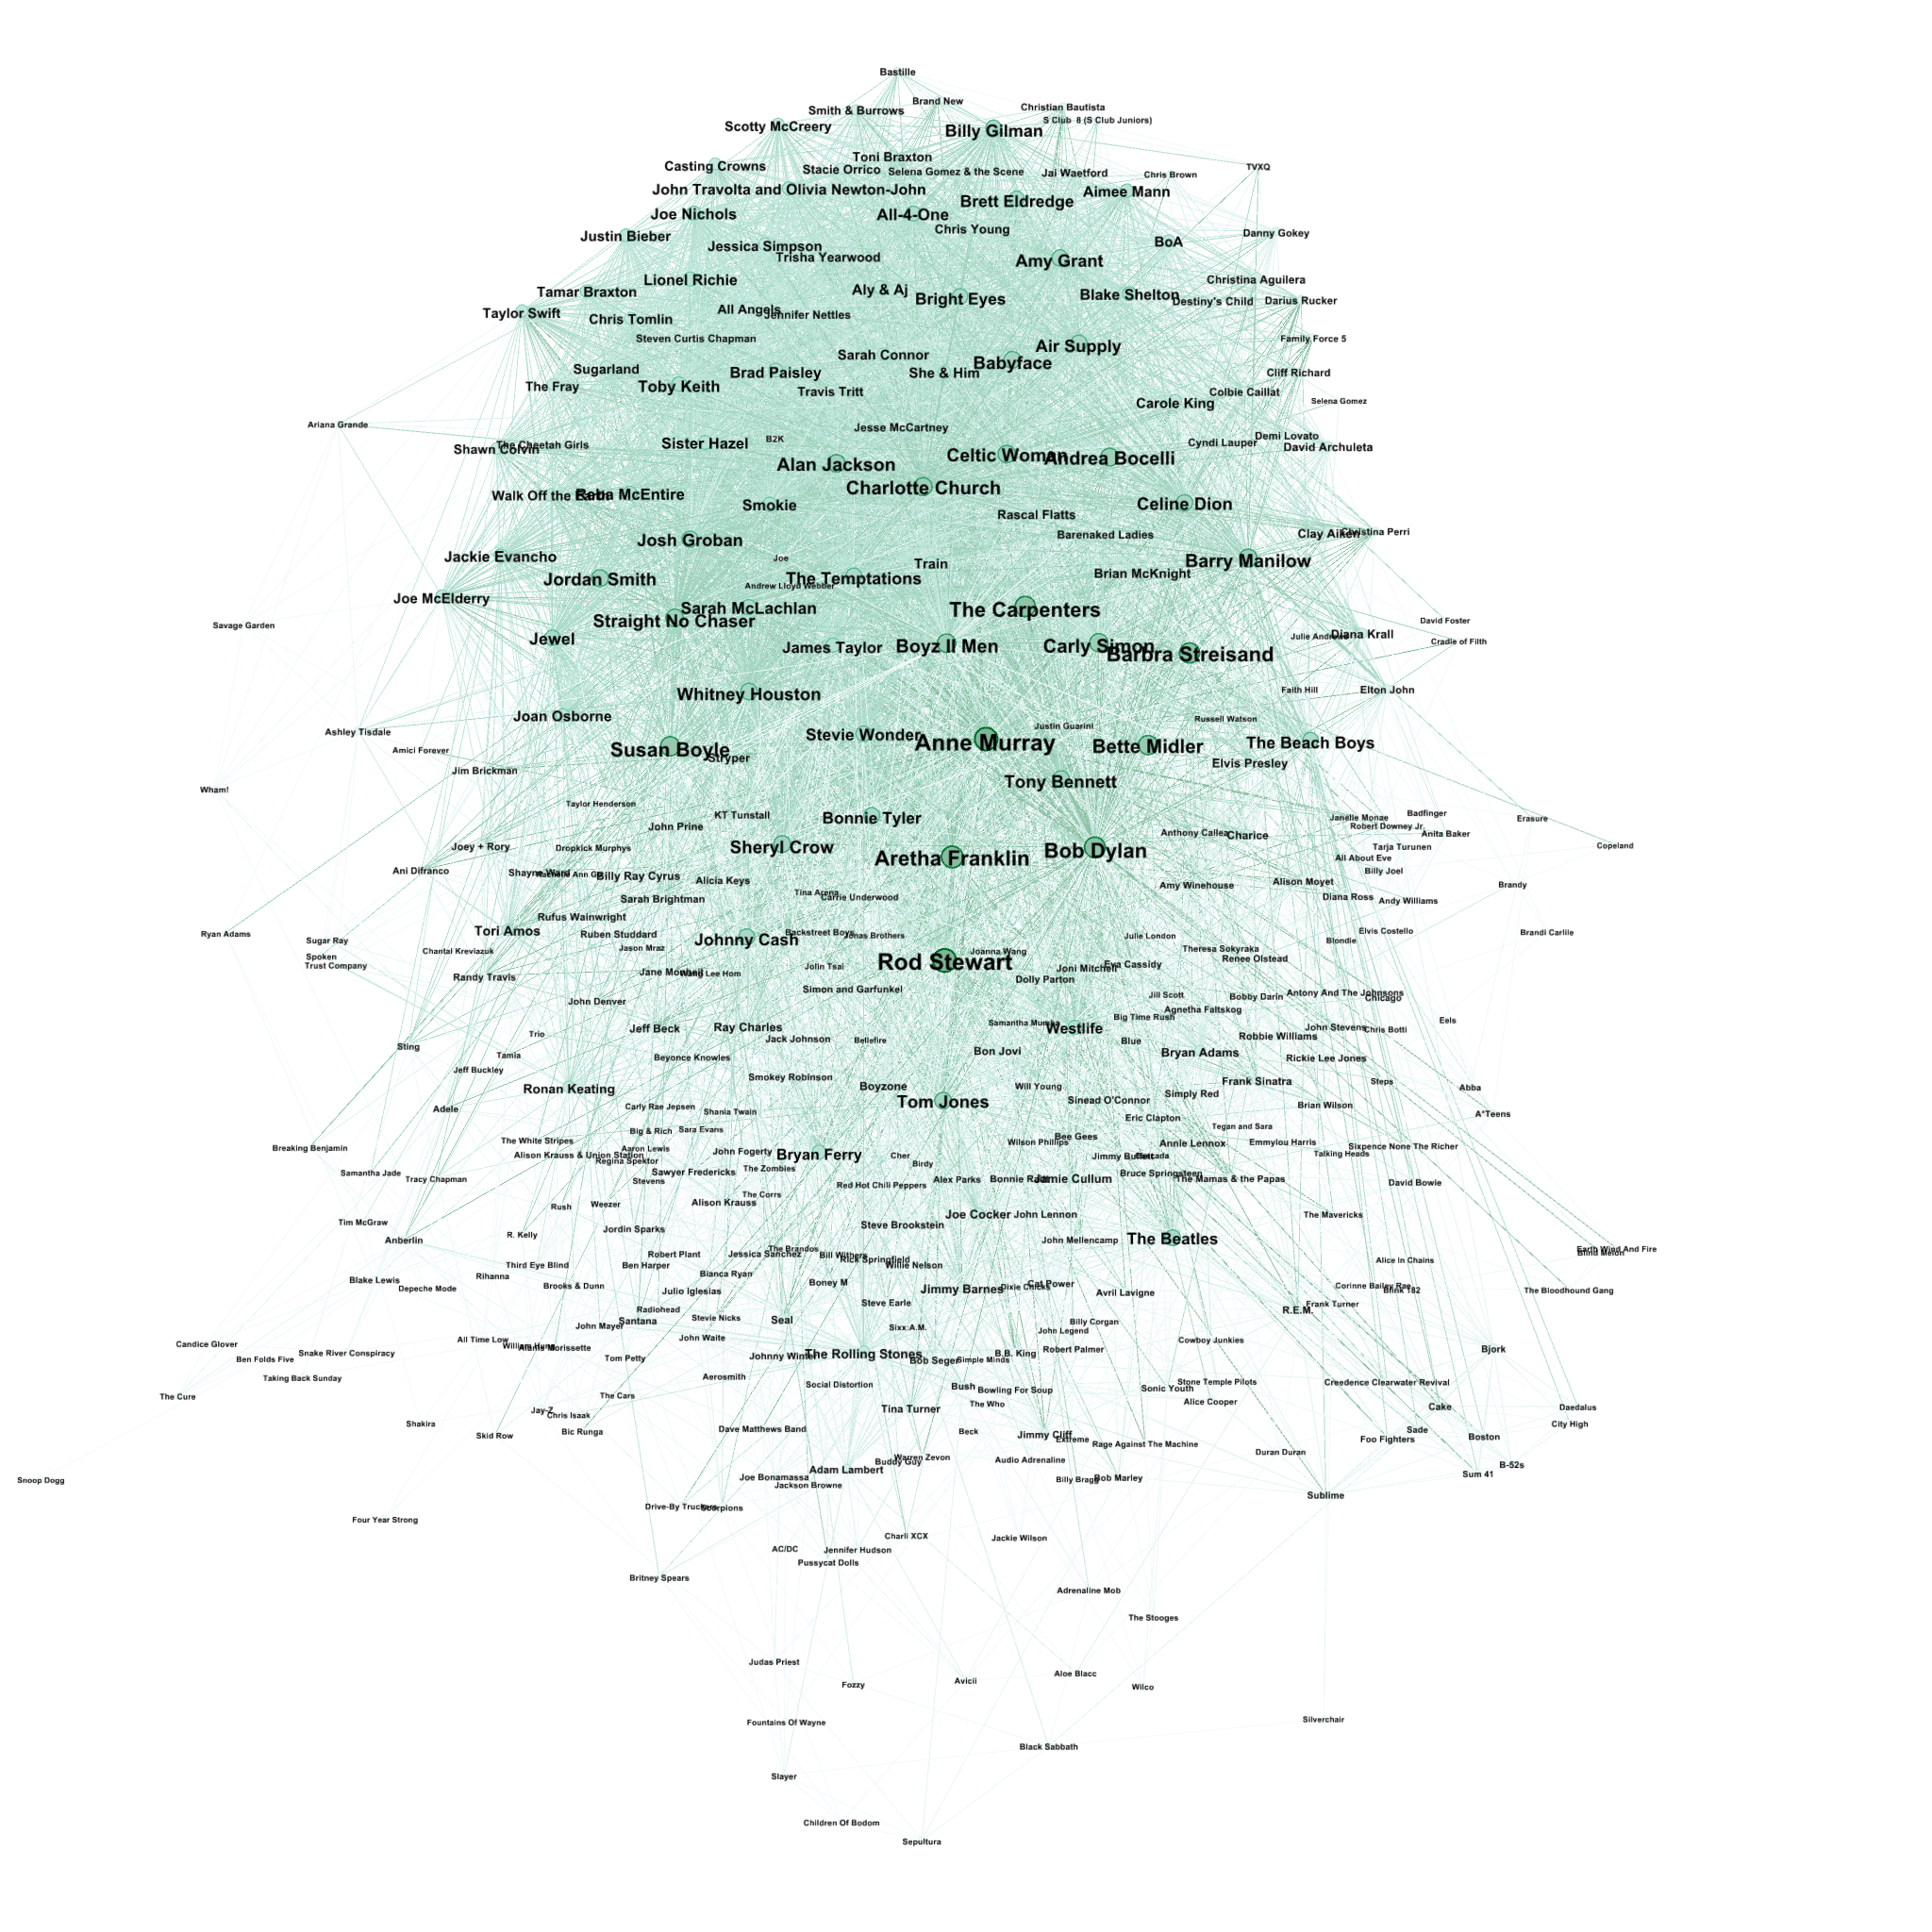 Bastille
Brand New
Christian Bautista
Smith & Burrows
S Club 8 (S Club Juniors)
Scotty McCreery
Billy Gilman
Toni Braxton
Casting Crowns
Stacie Orrico
Selena Gomez & the Scene
Jai Waetford
Chris Brown
TVXQ
John Travolta and Olivia Newton-John
Aimee Mann
Brett Eldredge
Joe Nichols
All-4-One
Chris Young
Justin Bieber
Jessica Simpson
BoA
Danny Gokey
Trisha Yearwood
Amy Grant
Lionel Richie
Christina Aguilera
Tamar Braxton
Aly & Aj
Bright Eyes
Blake Shelton
Destiny's Child
Darius Rucker
Taylor Swift
Chris Tomlin
All Angels
Jennifer Nettles
Steven Curtis Chapman
Family Force 5
Air Supply
Sarah Connor
Babyface
Sugarland
Brad Paisley
She & Him
Cliff Richard
The Fray
Toby Keith
Travis Tritt
Colbie Caillat
Carole King
Selena Gomez
Ariana Grande
Jesse McCartney
B2K
Sister Hazel
Shawn Colvin
The Cheetah Girls
Cyndi Lauper
Demi Lovato
David Archuleta
Alan Jackson
Celtic Woman
Andrea Bocelli
Charlotte Church
Walk Off the Earth
Reba McEntire
Smokie
Celine Dion
Rascal Flatts
Josh Groban
Barenaked Ladies
Clay Aiken
Christina Perri
Jackie Evancho
Joe
Train
Barry Manilow
Jordan Smith
Andrew Lloyd Webber
The Temptations
Brian McKnight
Joe McElderry
Sarah McLachlan
The Carpenters
Straight No Chaser
Savage Garden
David Foster
Jewel
James Taylor
Boyz II Men
Carly Simon
Barbra Streisand
Julie Andrews
Diana Krall
Cradle of Filth
Whitney Houston
Faith Hill
Elton John
Joan Osborne
Ashley Tisdale
Stevie Wonder
Justin Guarini
Russell Watson
Amici Forever
Susan Boyle
Stryper
Anne Murray
Bette Midler
The Beach Boys
Jim Brickman
Elvis Presley
Wham!
Tony Bennett
Taylor Henderson
KT Tunstall
John Prine
Bonnie Tyler
Janelle Monae
Badfinger
Robert Downey Jr.
Anita Baker
Erasure
Anthony Callea
Charice
Joey + Rory
Dropkick Murphys
Sheryl Crow
Aretha Franklin
Bob Dylan
Tarja Turunen
Copeland
All About Eve
Ani Difranco
Shayne Ward
Billy Ray Cyrus
Alicia Keys
Billy Joel
Tina Arena
Carrie Underwood
Amy Winehouse
Alison Moyet
Diana Ross
Andy Williams
Brandy
Sarah Brightman
Rufus Wainwright
Tori Amos
Ruben Studdard
Ryan Adams
Sugar Ray
Backstreet Boys
Jonas Brothers
Julie London
Blondie
Elvis Costello
Brandi Carlile
Johnny Cash
Chantal Kreviazuk
Jason Mraz
Joanna Wang
Theresa Sokyraka
Renee Olstead
Spoken
Trust Company
Randy Travis
Jane Monheit
Wang Lee Hom
Jolin Tsai
Rod Stewart
Joni Mitchell
Eva Cassidy
Dolly Parton
Simon and Garfunkel
John Denver
Jill Scott
Bobby Darin
Antony And The Johnsons
Chicago
Agnetha Faltskog
Jeff Beck
Ray Charles
Samantha Mumba
Big Time Rush
Westlife
Trio
Jack Johnson
Bellefire
Blue
Robbie Williams
John Stevens
Chris Botti
Eels
Sting
Tamia
Beyonce Knowles
Bon Jovi
Bryan Adams
Rickie Lee Jones
Jeff Buckley
Smokey Robinson
Ronan Keating
Boyzone
Will Young
Frank Sinatra
Steps
Abba
Adele
Carly Rae Jepsen
Shania Twain
Tom Jones
Sinead O'Connor
Simply Red
Brian Wilson
A*Teens
Eric Clapton
Big & Rich
Sara Evans
Tegan and Sara
Breaking Benjamin
The White Stripes
Aaron Lewis
John Fogerty
Bryan Ferry
Cher
Wilson Phillips
Bee Gees
Annie Lennox
Emmylou Harris
Sixpence None The Richer
Talking Heads
Alison Krauss & Union Station
Regina Spektor
Birdy
Jimmy Buffett
Cascada
Samantha Jade
Tracy Chapman
Sawyer Fredericks
The Zombies
Stevens
Red Hot Chili Peppers
Alex Parks
Bonnie Raitt
Jamie Cullum
Bruce Springsteen
The Mamas & the Papas
David Bowie
Rush
Weezer
Alison Krauss
The Corrs
Tim McGraw
R. Kelly
Jordin Sparks
Steve Brookstein
Joe Cocker
John Lennon
The Mavericks
Anberlin
The Beatles
John Mellencamp
Robert Plant
Jessica Sanchez
The Brandos
Bill Withers
Rick Springfield
Willie Nelson
Earth Wind And Fire
Blind Melon
Third Eye Blind
Ben Harper
Alice In Chains
Blake Lewis
Depeche Mode
Rihanna
Brooks & Dunn
Bianca Ryan
Boney M
Julio Iglesias
Jimmy Barnes
Dixie Chicks
Cat Power
Avril Lavigne
Corinne Bailey Rae
Blink 182
The Bloodhound Gang
Radiohead
Stevie Nicks
Steve Earle
R.E.M.
Frank Turner
Santana
Seal
John Mayer
Sixx:A.M.
Billy Corgan
John Legend
Candice Glover
Ben Folds Five
Snake River Conspiracy
All Time Low
William Hung
Alanis Morissette
John Waite
Cowboy Junkies
Tom Petty
Johnny Winter
The Rolling Stones
Bob Seger
Simple Minds
B.B. King
Robert Palmer
Bjork
Taking Back Sunday
Aerosmith
Social Distortion
Bush
Bowling For Soup
Sonic Youth
Stone Temple Pilots
Creedence Clearwater Revival
The Cure
The Cars
The Who
Alice Cooper
Tina Turner
Cake
Daedalus
Jay-Z
Chris Isaak
Shakira
Skid Row
Bic Runga
Dave Matthews Band
Beck
Jimmy Cliff
Extreme
Rage Against The Machine
Duran Duran
Foo Fighters
Sade
Boston
City High
Warren Zevon
Buddy Guy
Audio Adrenaline
Snoop Dogg
Adam Lambert
Joe Bonamassa
Jackson Browne
Billy Bragg
Bob Marley
Sum 41
B-52s
Sublime
Drive-By Truckers
Scorpions
Four Year Strong
Charli XCX
Jackie Wilson
AC/DC
Jennifer Hudson
Pussycat Dolls
Britney Spears
Adrenaline Mob
The Stooges
Judas Priest
Fozzy
Avicii
Aloe Blacc
Wilco
Fountains Of Wayne
Silverchair
Black Sabbath
Slayer
Children Of Bodom
Sepultura